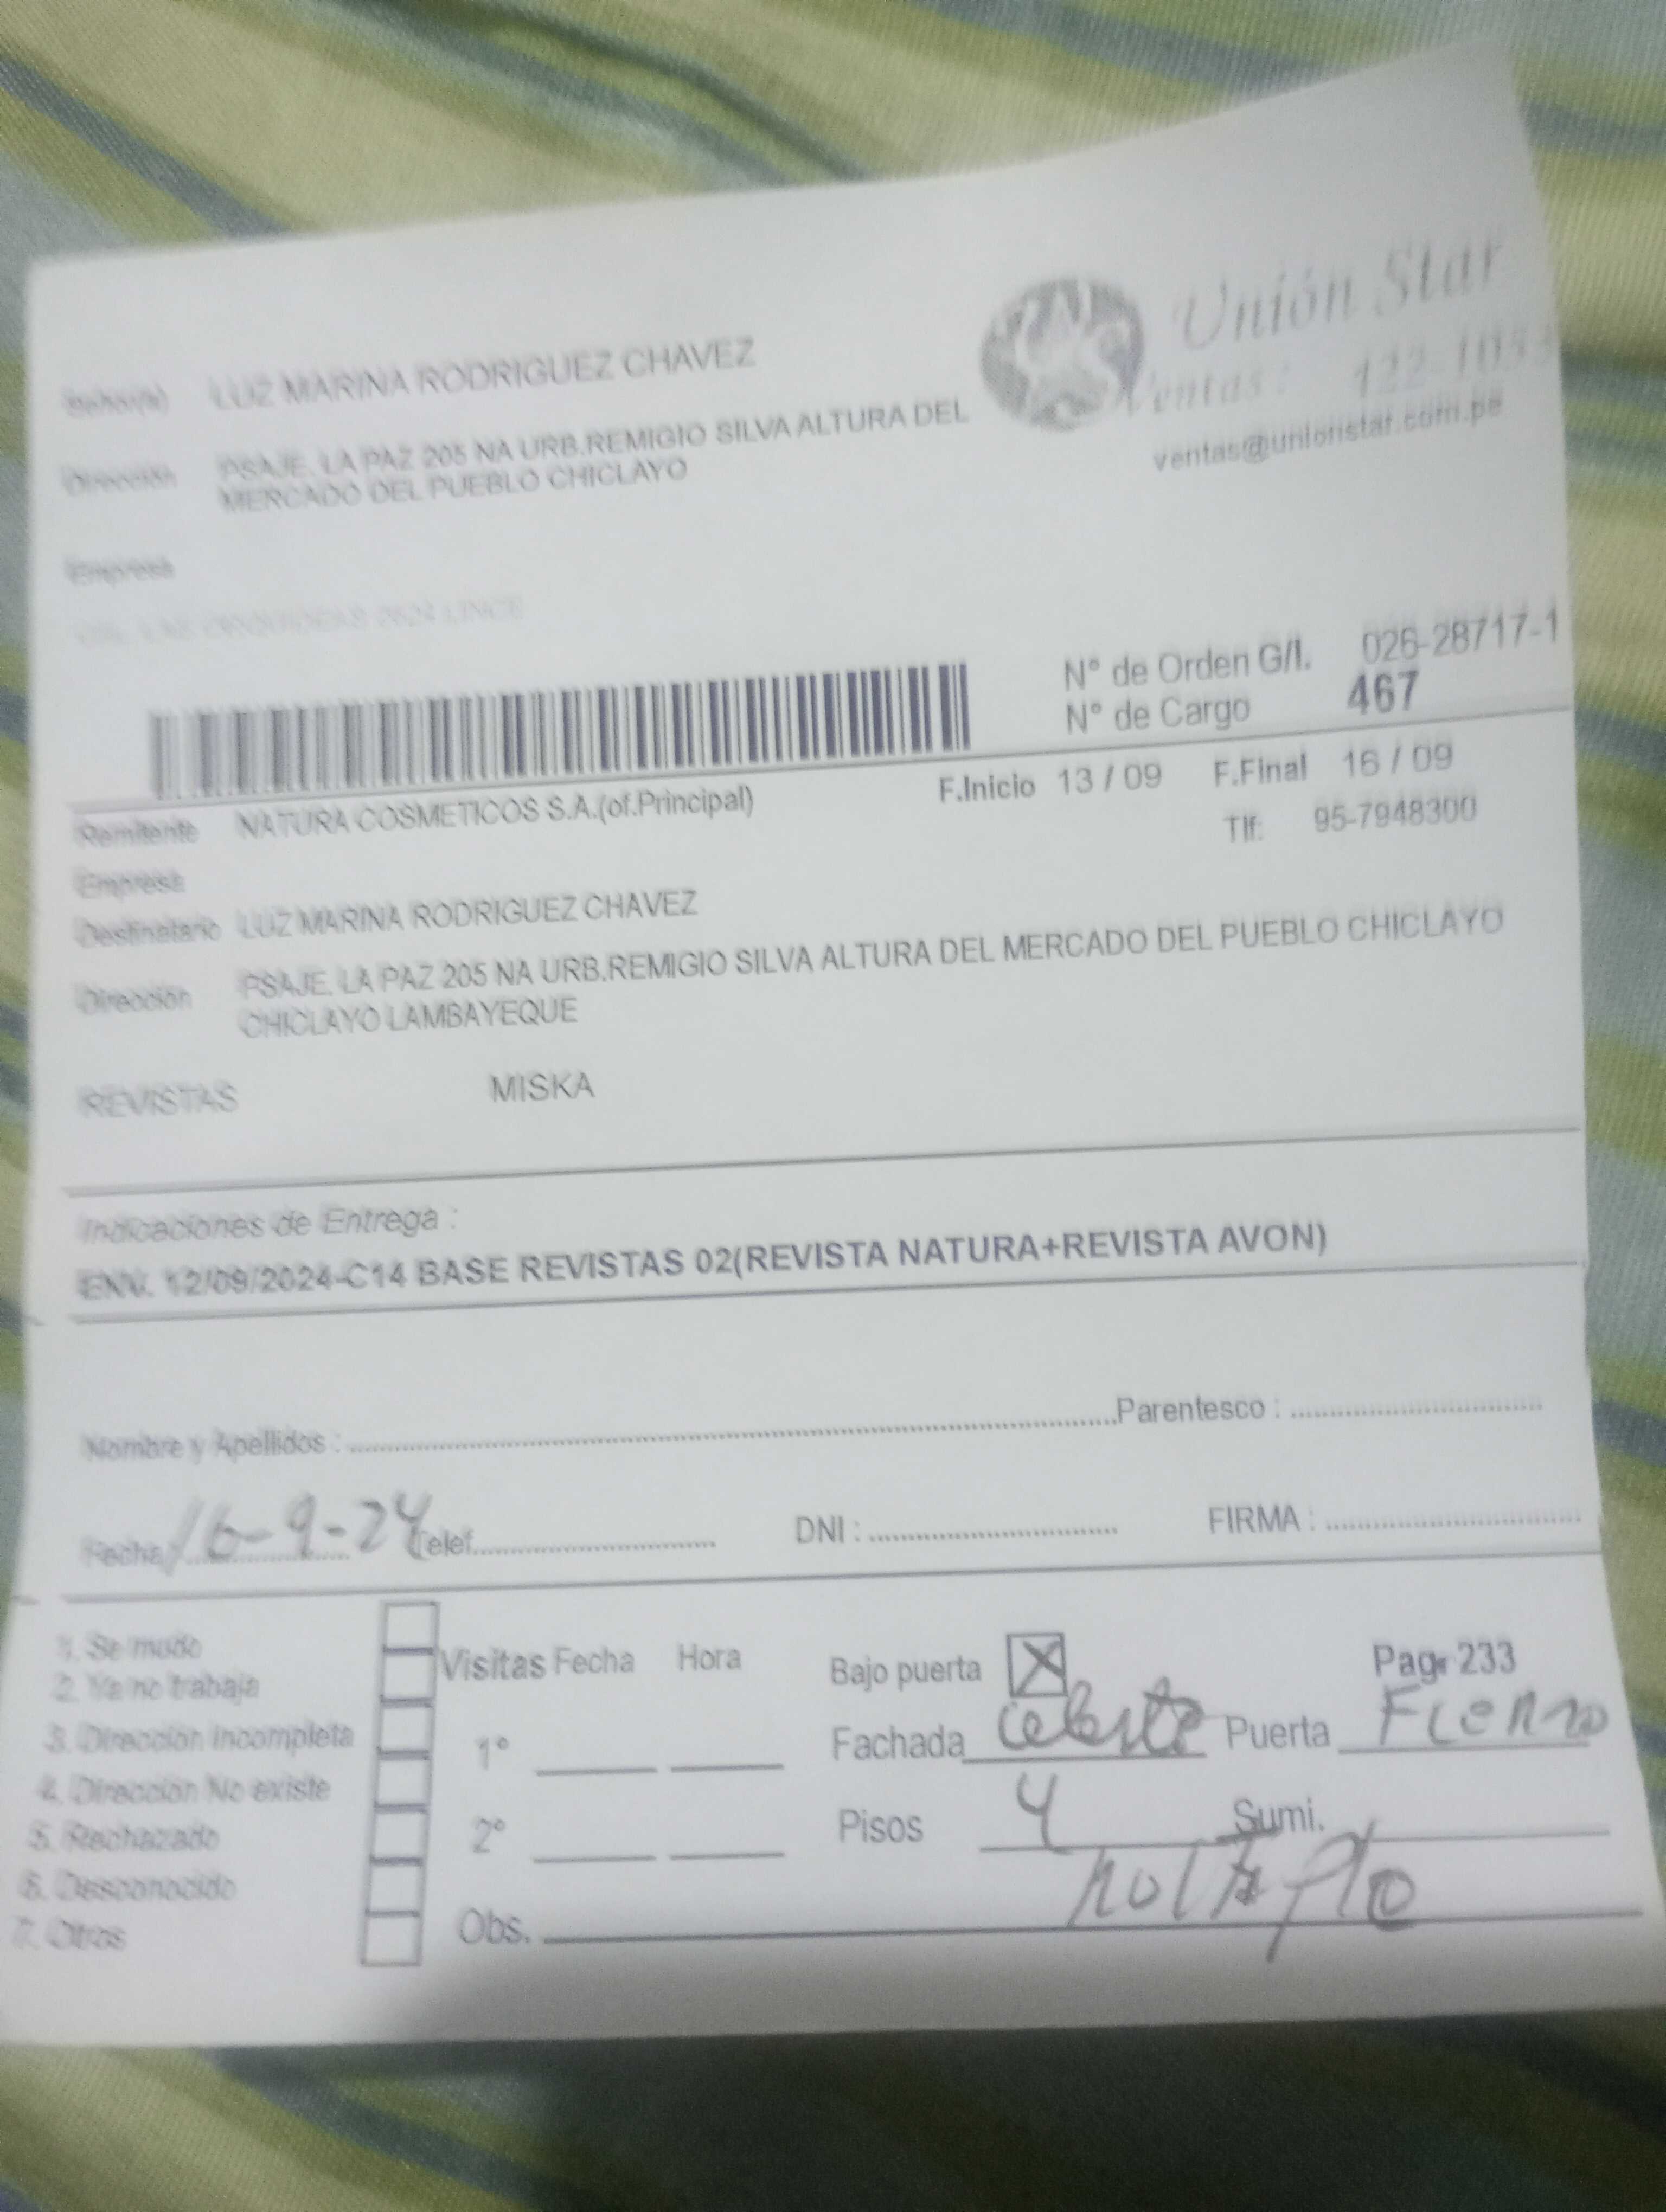 Unión Star
Señor(a) LUZ MARINA RODRIGUEZ CHAVEZ
Ventas: 422-1053
ventas@unionstar.com.pe
Dirección PSAJE. LA PAZ 205 NA URB.REMIGIO SILVA ALTURA DEL
MERCADO DEL PUEBLO CHICLAYO
Empresa
LINCE
N° de Orden G/I. 026-28717-1
N° de Cargo 467
Remitente NATURA COSMETICOS S.A.(of.Principal) F.Inicio 13 / 09 F.Final 16 / 09
Empresa Tlf: 95-7948300
Destinatario LUZ MARINA RODRIGUEZ CHAVEZ
Dirección PSAJE. LA PAZ 205 NA URB.REMIGIO SILVA ALTURA DEL MERCADO DEL PUEBLO CHICLAYO
CHICLAYO LAMBAYEQUE
REVISTAS MISKA
Indicaciones de Entrega :
ENV. 12/09/2024-C14 BASE REVISTAS 02(REVISTA NATURA+REVISTA AVON)
Nombre y Apellidos : Parentesco :
Fecha 16-9-24 Telef. DNI : FIRMA :
1. Se mudo
2. Ya no trabaja
3. Dirección Incompleta
4. Dirección No existe
5. Rechazado
6. Desconocido
7. Otros
Visitas Fecha Hora
1°
2°
Obs.
Bajo puerta X Pag. 233
Fachada celeste Puerta Fierro
Pisos 4 Sumi.